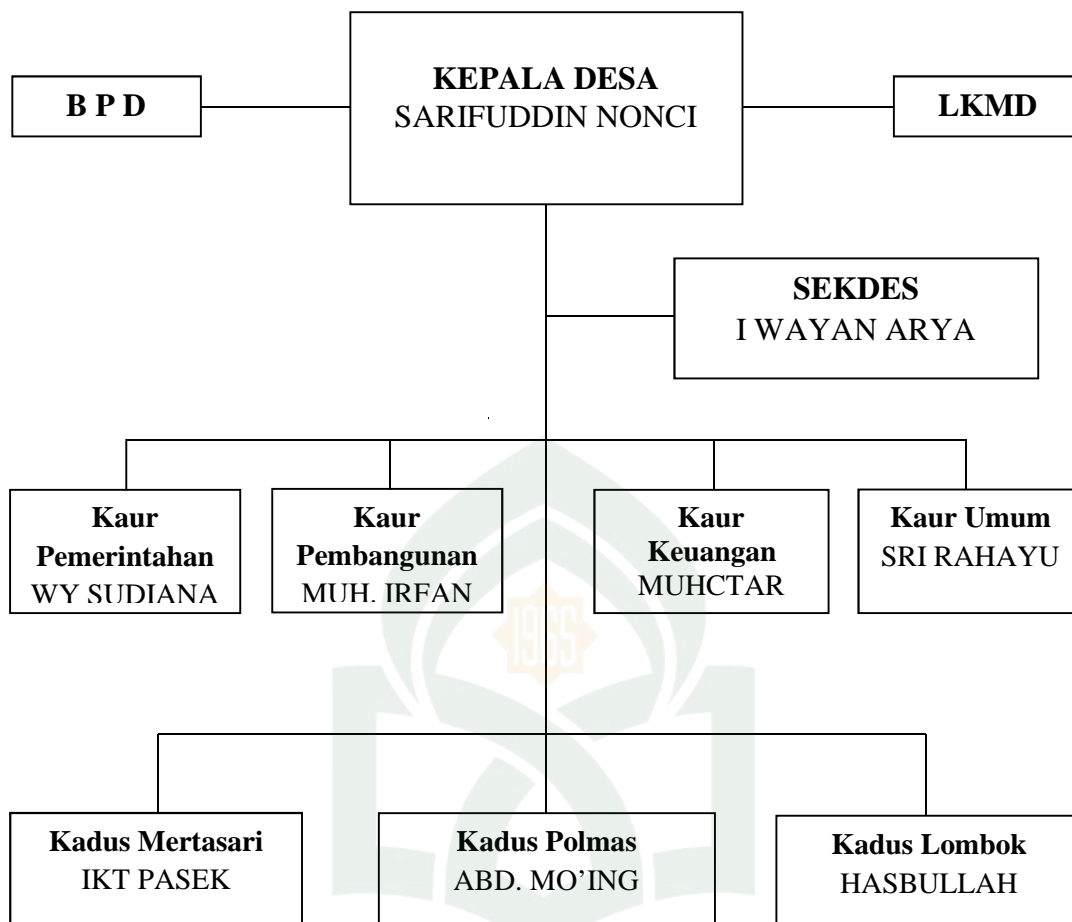 KEPALA DESA
SARIFUDDIN NONCI
B P D
LKMD
SEKDES
I WAYAN ARYA
Kaur
Pemerintahan
WY SUDIANA
Kaur
Pembangunan
MUH. IRFAN
Kaur
Keuangan
MUHCTAR
Kaur Umum
SRI RAHAYU
1965
Kadus Mertasari
IKT PASEK
Kadus Polmas
ABD. MO’ING
Kadus Lombok
HASBULLAH